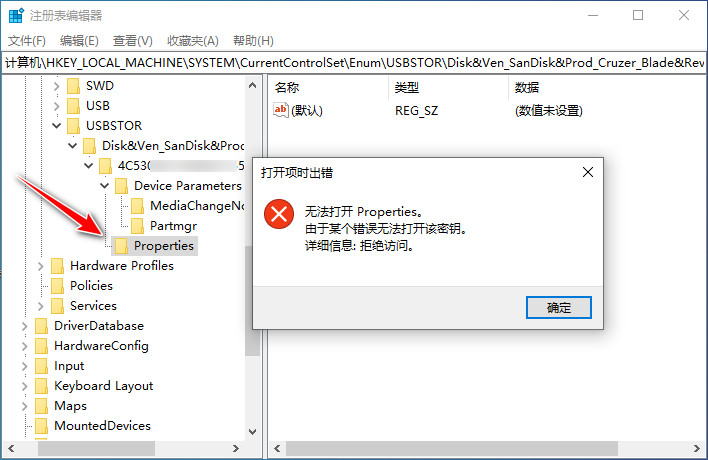 注册表编辑器
文件(F) 编辑(E) 查看(V) 收藏夹(A) 帮助(H)
计算机\HKEY_LOCAL_MACHINE\SYSTEM\CurrentControlSet\Enum\USBSTOR\Disk&Ven_SanDisk&Prod_Cruzer_Blade&Rev
名称 类型 数据
ab (默认) REG_SZ (数值未设置)
SWD
USB
USBSTOR
Disk&Ven_SanDisk&Prod
4C530 5
Device Parameters
MediaChangeNo
Partmgr
Properties
Hardware Profiles
Policies
Services
DriverDatabase
HardwareConfig
Input
Keyboard Layout
Maps
MountedDevices
打开项时出错
无法打开 Properties。
由于某个错误无法打开该密钥。
详细信息: 拒绝访问。
确定